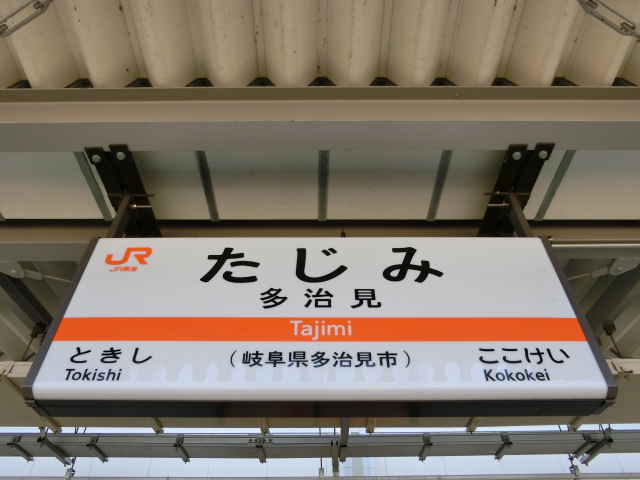 JR
JR東海
たじみ
多治見
Tajimi
ときし
Tokishi
（岐阜県多治見市）
ここけい
Kokokei